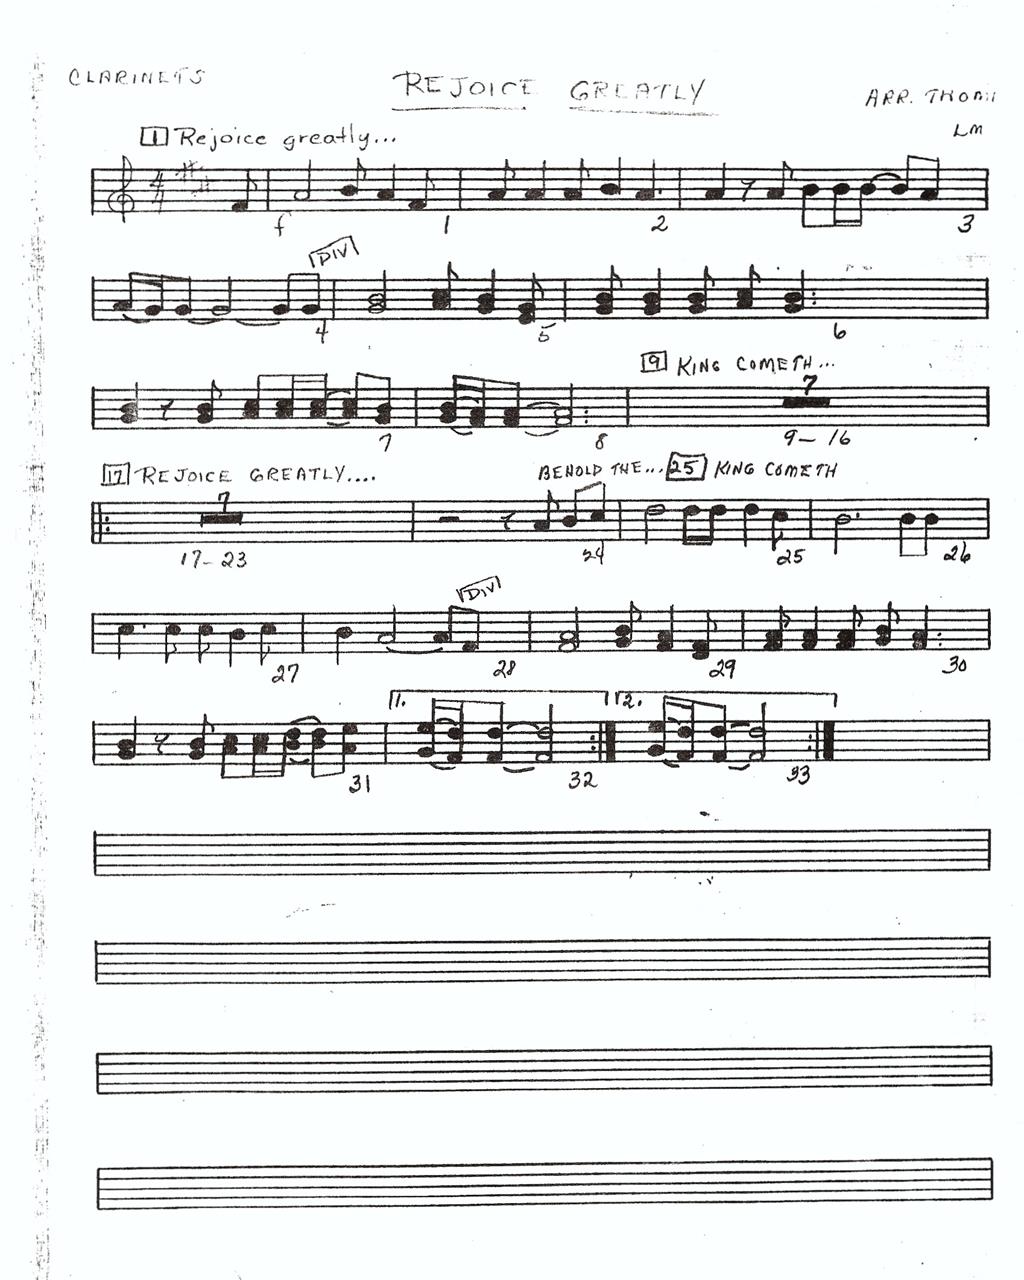 CLARINETS
REJOICE GREATLY
ARR. THOM
LM
1 Rejoice greatly...
f 1 2 3
DIV
4 5 6
9 KING COMETH...
7
7 8 9-16
17 REJOICE GREATLY.... BEHOLD THE... 25 KING COMETH
7
17-23 24 25 26
DIV
27 28 29 30
1. 2.
31 32 33